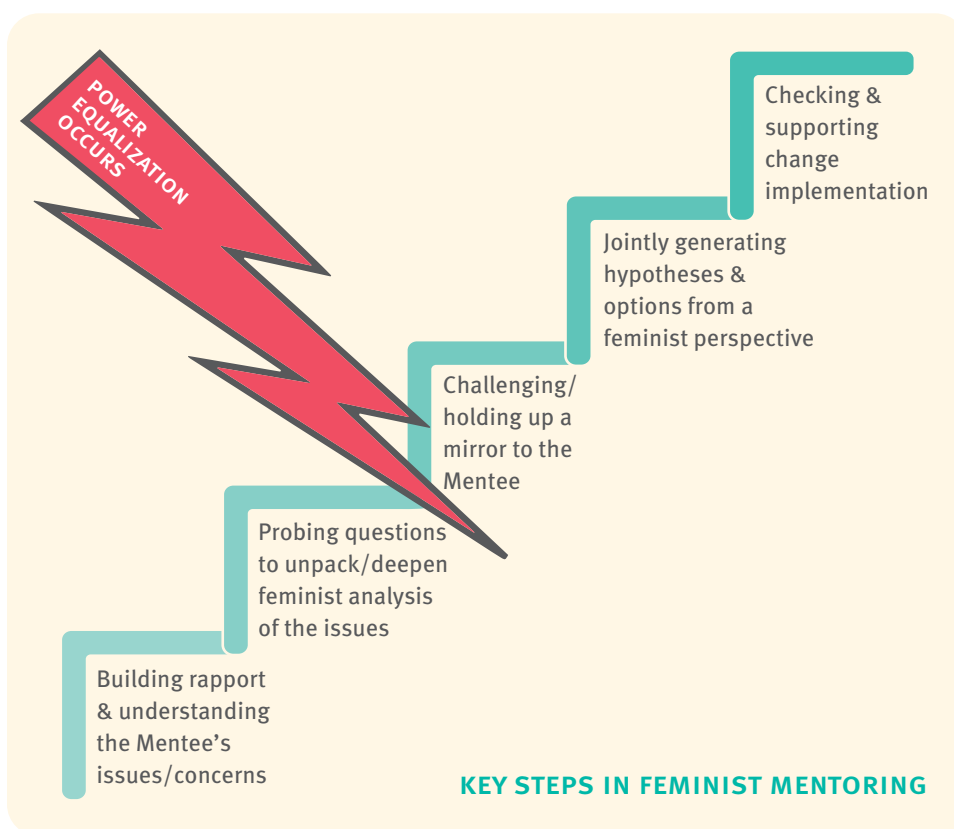 POWER
EQUALIZATION
OCCURS
Checking &
supporting
change
implementation
Jointly generating
hypotheses &
options from a
feminist perspective
Challenging/
holding up a
mirror to the
Mentee
Probing questions
to unpack/deepen
feminist analysis
of the issues
Building rapport
& understanding
the Mentee’s
issues/concerns
KEY STEPS IN FEMINIST MENTORING